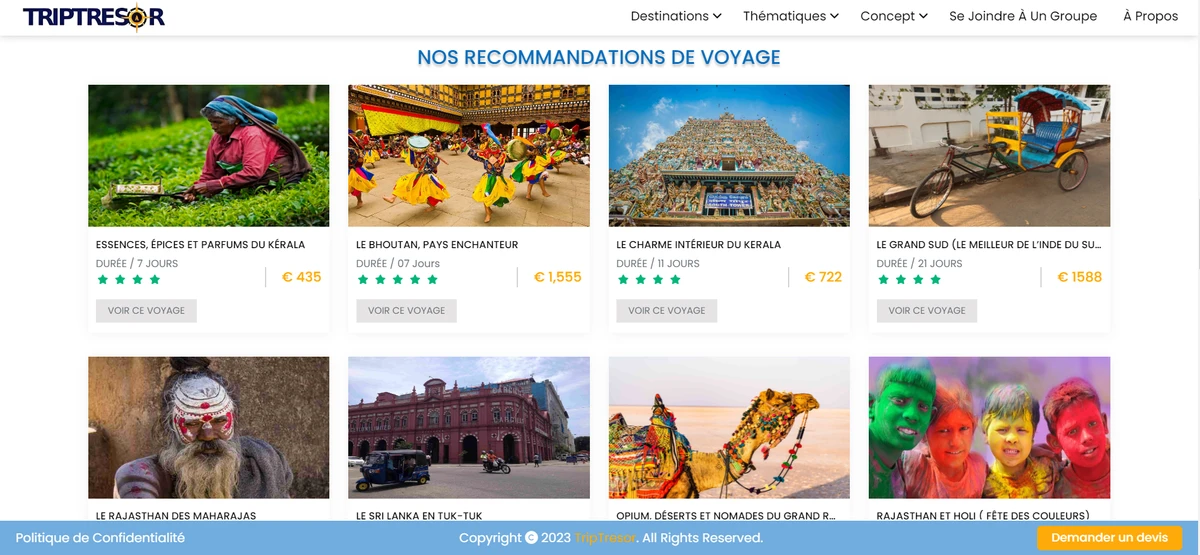 TRIPTRESOR
Destinations
Thématiques
Concept
Se Joindre À Un Groupe
À Propos
NOS RECOMMANDATIONS DE VOYAGE
ESSENCES, ÉPICES ET PARFUMS DU KÉRALA
DURÉE / 7 JOURS
€ 435
VOIR CE VOYAGE
LE BHOUTAN, PAYS ENCHANTEUR
DURÉE / 07 Jours
€ 1,555
VOIR CE VOYAGE
LE CHARME INTÉRIEUR DU KERALA
DURÉE / 11 JOURS
€ 722
VOIR CE VOYAGE
LE GRAND SUD (LE MEILLEUR DE L'INDE DU SU...
DURÉE / 21 JOURS
€ 1588
VOIR CE VOYAGE
LE RAJASTHAN DES MAHARAJAS
LE SRI LANKA EN TUK-TUK
OPIUM, DÉSERTS ET NOMADES DU GRAND R...
RAJASTHAN ET HOLI ( FÊTE DES COULEURS)
Politique de Confidentialité
Copyright © 2023 TripTresor. All Rights Reserved.
Demander un devis